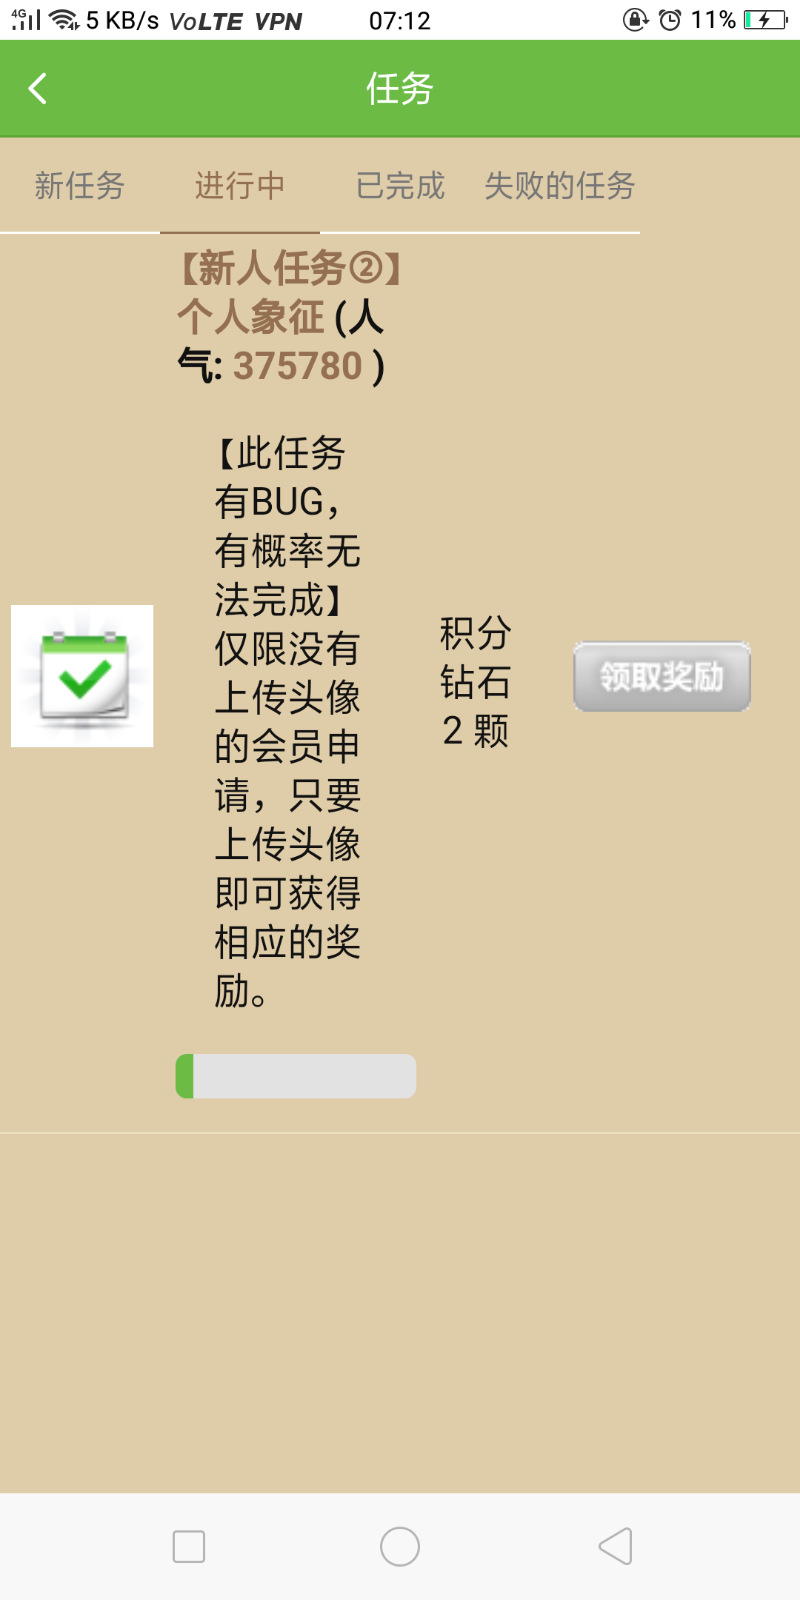 4G 5 KB/s VoLTE VPN 07:12 11%
任务
新任务 进行中 已完成 失败的任务
【新人任务②】
个人象征 (人
气: 375780 )
【此任务
有BUG，
有概率无
法完成】
仅限没有
上传头像
的会员申
请，只要
上传头像
即可获得
相应的奖
励。
积分
钻石
2 颗
领取奖励